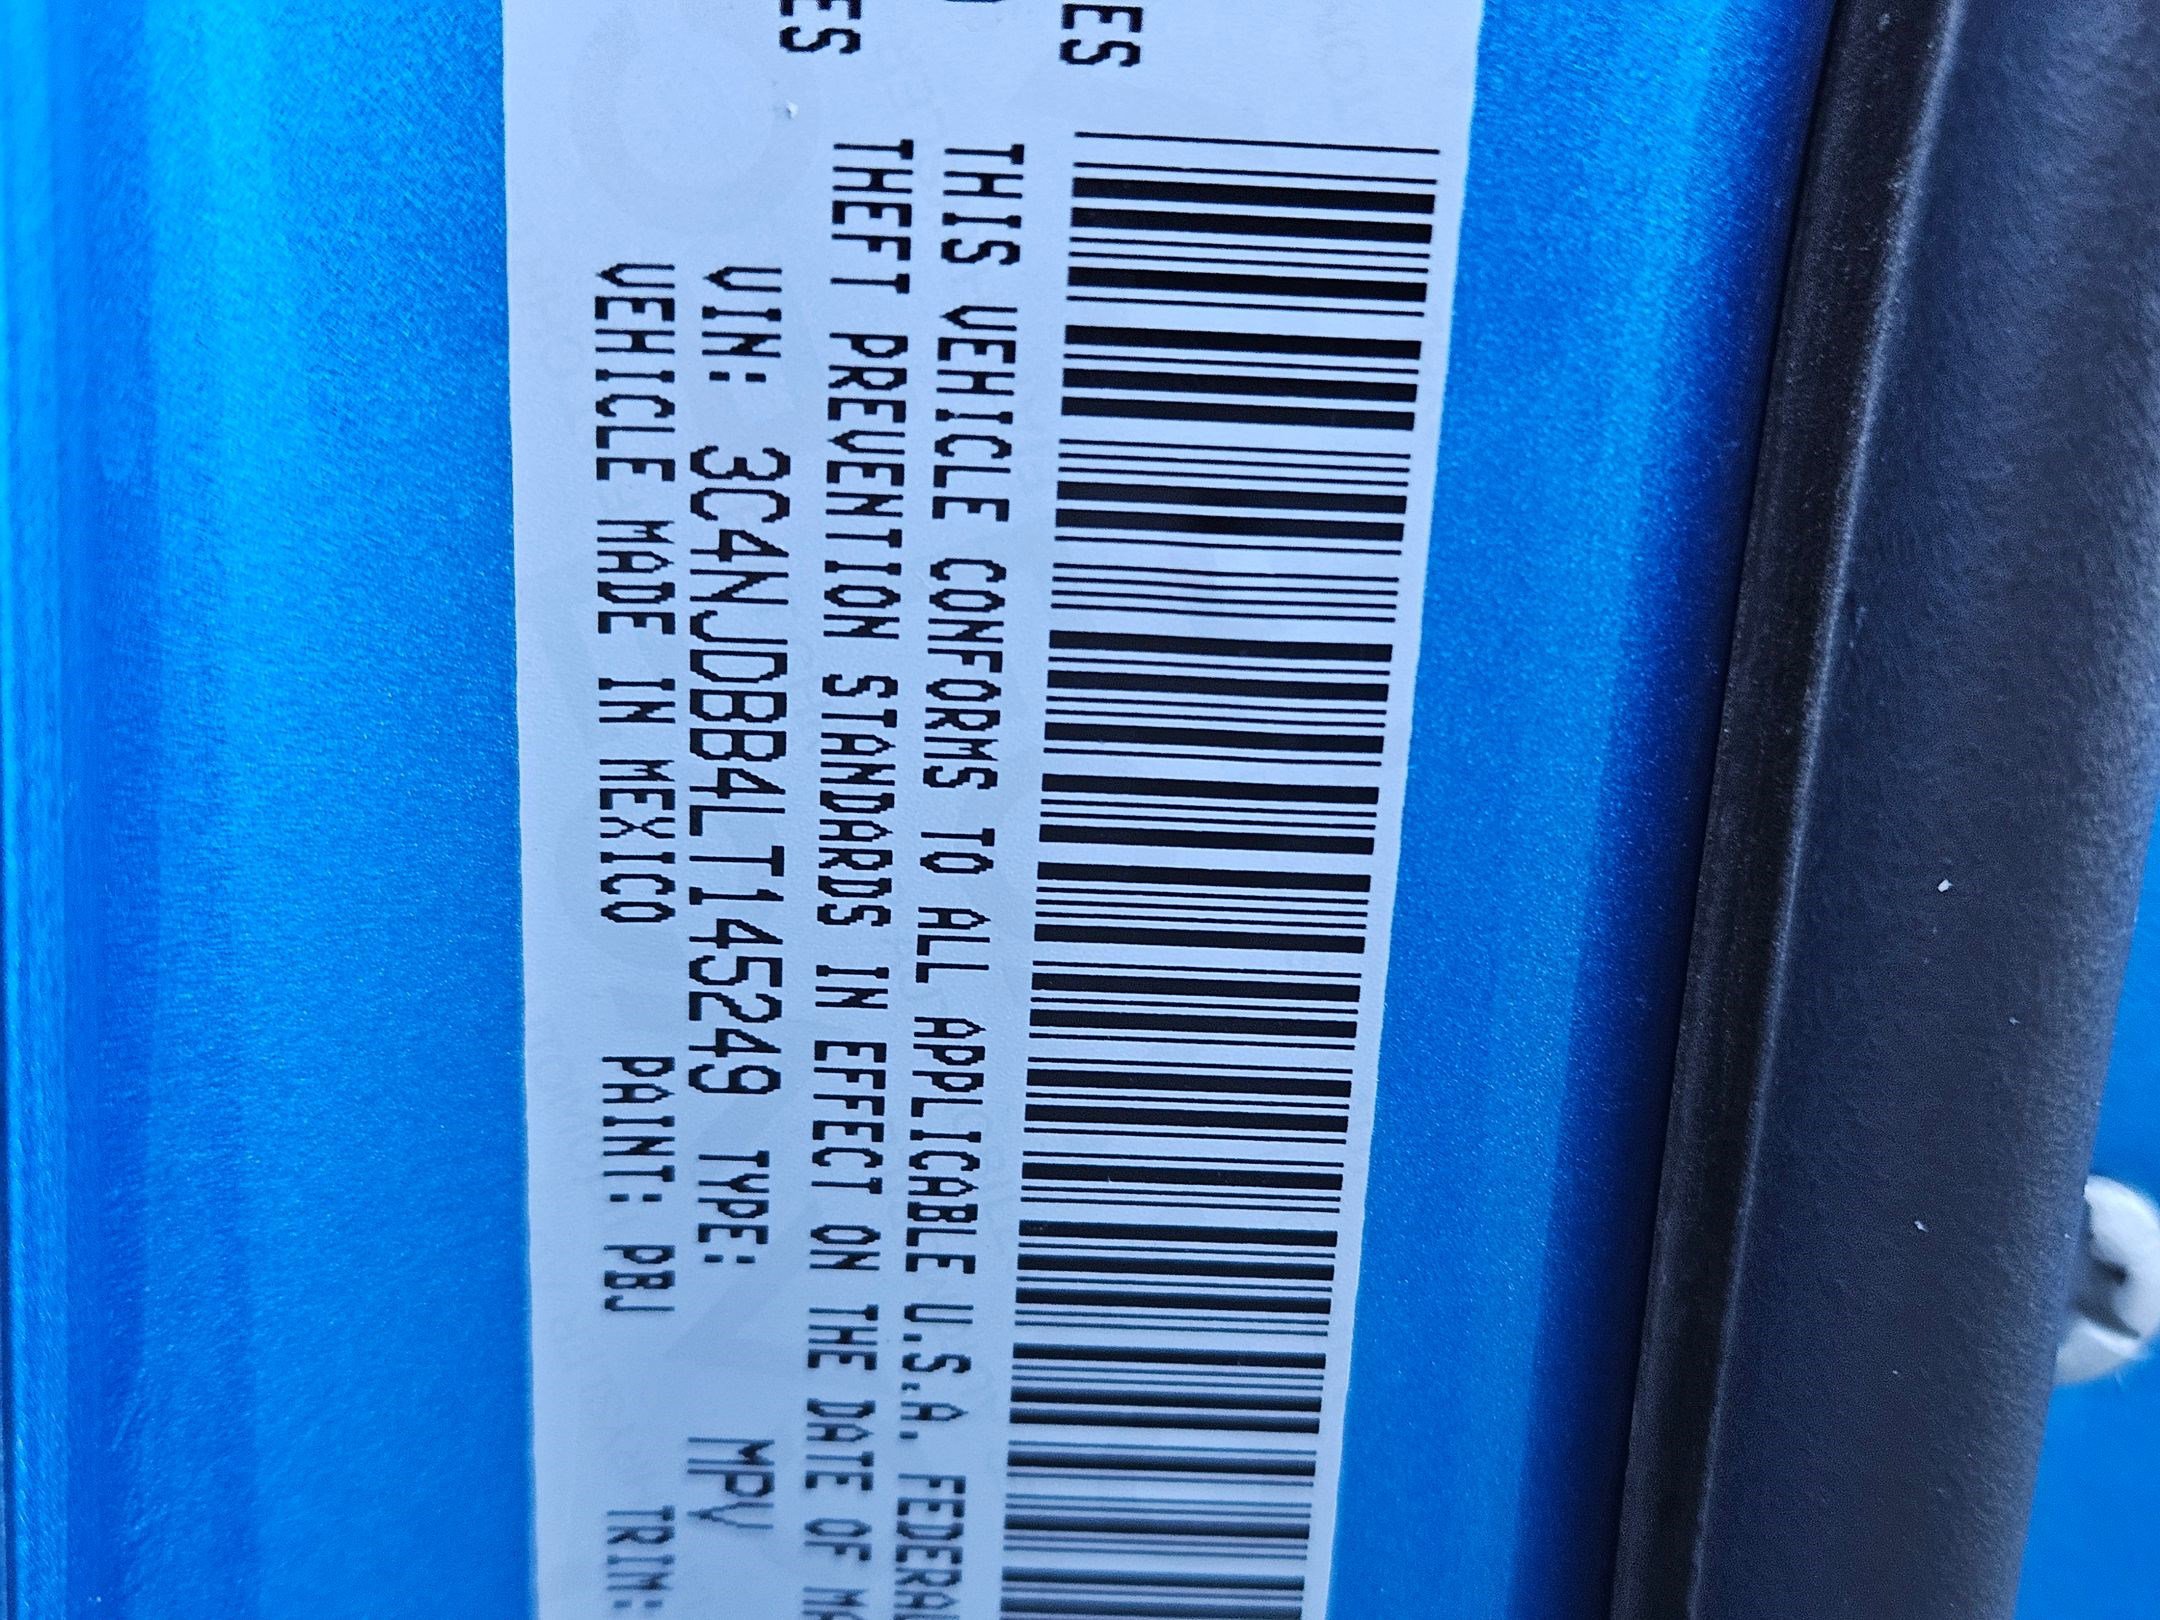 ES
ES
THIS VEHICLE CONFORMS TO ALL APPLICABLE U.S.A. FEDERAL
THEFT PREVENTION STANDARDS IN EFFECT ON THE DATE OF MA
VIN: 3C4NJDBB4LT145249 TYPE: MPV
VEHICLE MADE IN MEXICO PAINT: PBJ TRIM: